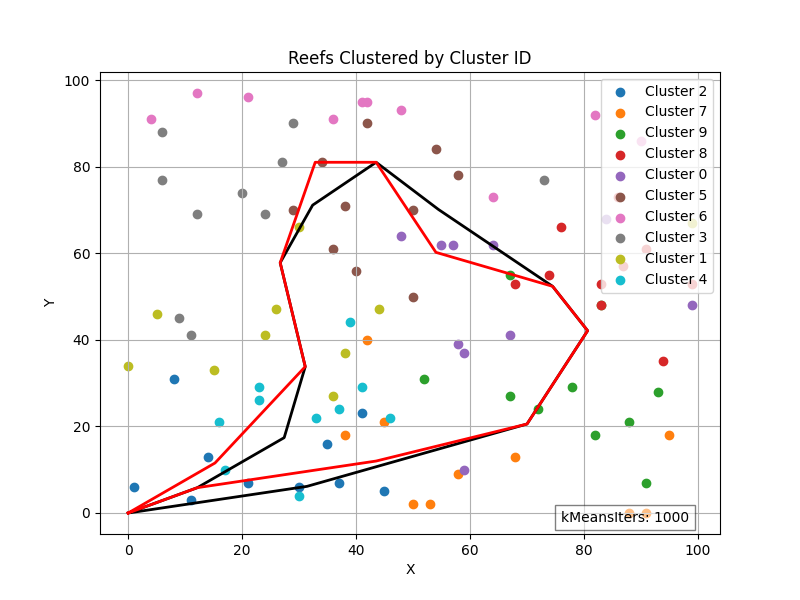 Reefs Clustered by Cluster ID
100
80
60
40
20
0
Y
Cluster 2
Cluster 7
Cluster 9
Cluster 8
Cluster 0
Cluster 5
Cluster 6
Cluster 3
Cluster 1
Cluster 4
kMeansIters: 1000
0 20 40 60 80 100
X